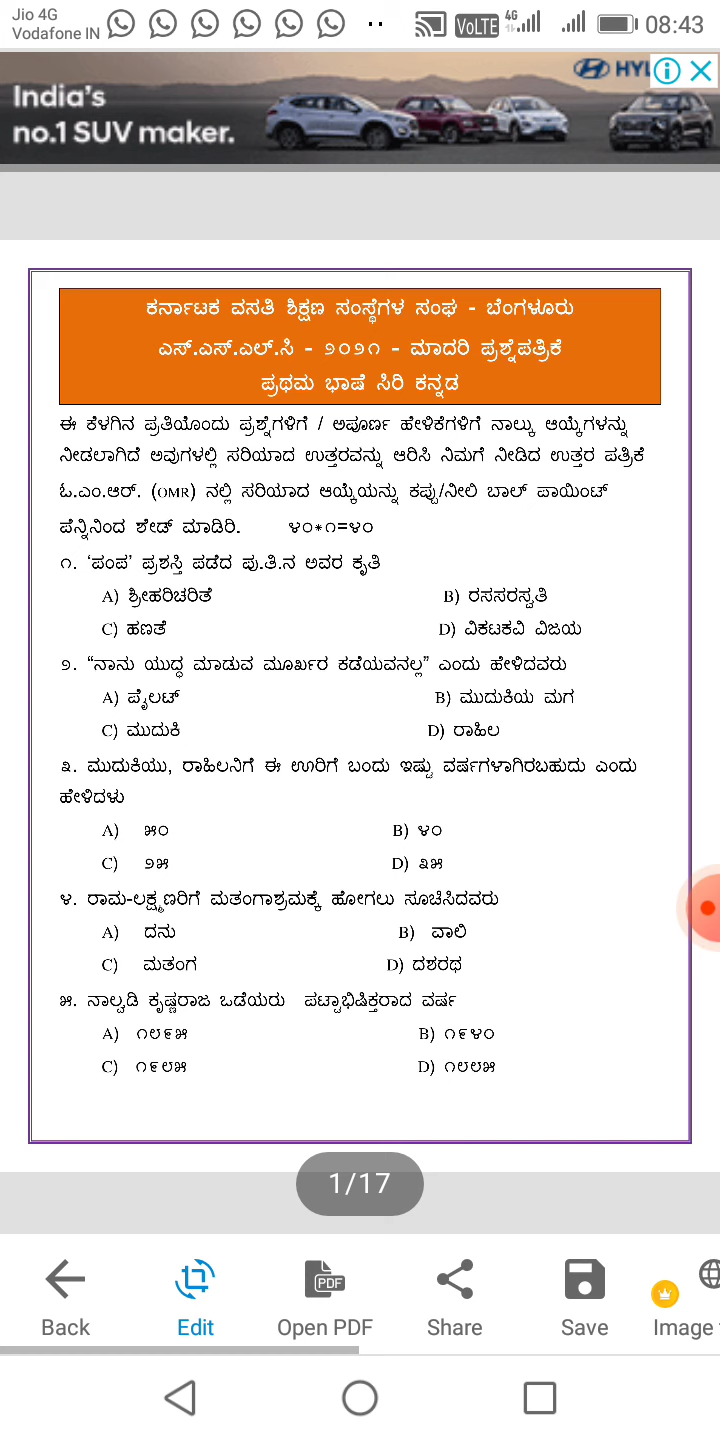 Jio 4G
Vodafone IN
VoLTE 4G 08:43
HYU
India's
no.1 SUV maker.
ಕರ್ನಾಟಕ ವಸತಿ ಶಿಕ್ಷಣ ಸಂಸ್ಥೆಗಳ ಸಂಘ - ಬೆಂಗಳೂರು
ಎಸ್.ಎಸ್.ಎಲ್.ಸಿ - ೨೦೨೧ - ಮಾದರಿ ಪ್ರಶ್ನೆಪತ್ರಿಕೆ
ಪ್ರಥಮ ಭಾಷೆ ಸಿರಿ ಕನ್ನಡ
ಈ ಕೆಳಗಿನ ಪ್ರತಿಯೊಂದು ಪ್ರಶ್ನೆಗಳಿಗೆ / ಅಪೂರ್ಣ ಹೇಳಿಕೆಗಳಿಗೆ ನಾಲ್ಕು ಆಯ್ಕೆಗಳನ್ನು
ನೀಡಲಾಗಿದೆ ಅವುಗಳಲ್ಲಿ ಸರಿಯಾದ ಉತ್ತರವನ್ನು ಆರಿಸಿ ನಿಮಗೆ ನೀಡಿದ ಉತ್ತರ ಪತ್ರಿಕೆ
ಓ.ಎಂ.ಆರ್. (OMR) ನಲ್ಲಿ ಸರಿಯಾದ ಆಯ್ಕೆಯನ್ನು ಕಪ್ಪು/ನೀಲಿ ಬಾಲ್ ಪಾಯಿಂಟ್
ಪೆನ್ನಿನಿಂದ ಶೇಡ್ ಮಾಡಿರಿ. ೪೦*೧=೪೦
೧. ‘ಪಂಪ’ ಪ್ರಶಸ್ತಿ ಪಡೆದ ಪು.ತಿ.ನ ಅವರ ಕೃತಿ
A) ಶ್ರೀಹರಿಚರಿತೆ B) ರಸಸರಸ್ವತಿ
C) ಹಣತೆ D) ವಿಕಟಕವಿ ವಿಜಯ
೨. “ನಾನು ಯುದ್ಧ ಮಾಡುವ ಮೂರ್ಖರ ಕಡೆಯವನಲ್ಲ” ಎಂದು ಹೇಳಿದವರು
A) ಪೈಲಟ್ B) ಮುದುಕಿಯ ಮಗ
C) ಮುದುಕಿ D) ರಾಹಿಲ
೩. ಮುದುಕಿಯು, ರಾಹಿಲನಿಗೆ ಈ ಊರಿಗೆ ಬಂದು ಇಷ್ಟು ವರ್ಷಗಳಾಗಿರಬಹುದು ಎಂದು
ಹೇಳಿದಳು
A) ೫೦ B) ೪೦
C) ೨೫ D) ೩೫
೪. ರಾಮ-ಲಕ್ಷ್ಮಣರಿಗೆ ಮತಂಗಾಶ್ರಮಕ್ಕೆ ಹೋಗಲು ಸೂಚಿಸಿದವರು
A) ದನು B) ವಾಲಿ
C) ಮತಂಗ D) ದಶರಥ
೫. ನಾಲ್ವಡಿ ಕೃಷ್ಣರಾಜ ಒಡೆಯರು ಪಟ್ಟಾಭಿಷಿಕ್ತರಾದ ವರ್ಷ
A) ೧೮೯೫ B) ೧೯೪೦
C) ೧೯೮೫ D) ೧೮೮೫
1/17
PDF
Back Edit Open PDF Share Save Image